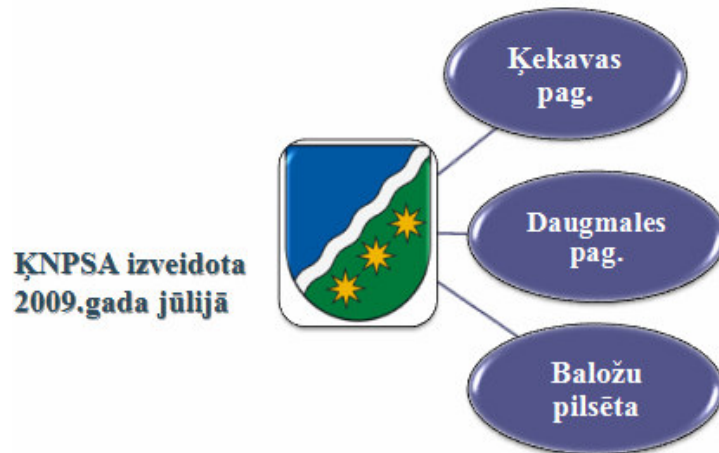 Ķekavas
pag.
Daugmales
pag.
ĶNPSA izveidota
2009.gada jūlijā
Baložu
pilsēta